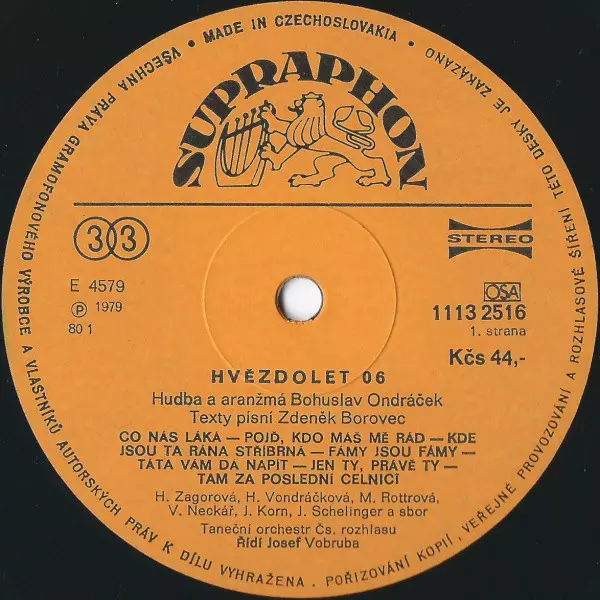 VŠECHNA PRÁVA GRAMOFONOVÉHO VÝROBCE A VLASTNÍKŮ AUTORSKÝCH PRÁV K DÍLU VYHRAŽENA . POŘIZOVÁNÍ KOPIÍ , VEŘEJNÉ PROVOZOVÁNÍ A ROZHLASOVÉ ŠÍŘENÍ TÉTO DESKY JE ZAKÁZÁNO
• MADE IN CZECHOSLOVAKIA •
SUPRAPHON
33
STEREO
E 4579
Ⓟ 1979
80 1
OSA
1113 2516
1. strana
Kčs 44,-
HVĚZDOLET 06
Hudba a aranžmá Bohuslav Ondráček
Texty písní Zdeněk Borovec
CO NÁS LÁKÁ — POJĎ, KDO MÁŠ MĚ RÁD — KDE
JSOU TA RÁNA STŘÍBRNÁ — FÁMY JSOU FÁMY —
TÁTA VÁM DÁ NAPÍT — JEN TY, PRÁVĚ TY —
TAM ZA POSLEDNÍ CELNICÍ
H. Zagorová, H. Vondráčková, M. Rottrová,
V. Neckář, J. Korn, J. Schelinger a sbor
Taneční orchestr Čs. rozhlasu
Řídí Josef Vobruba